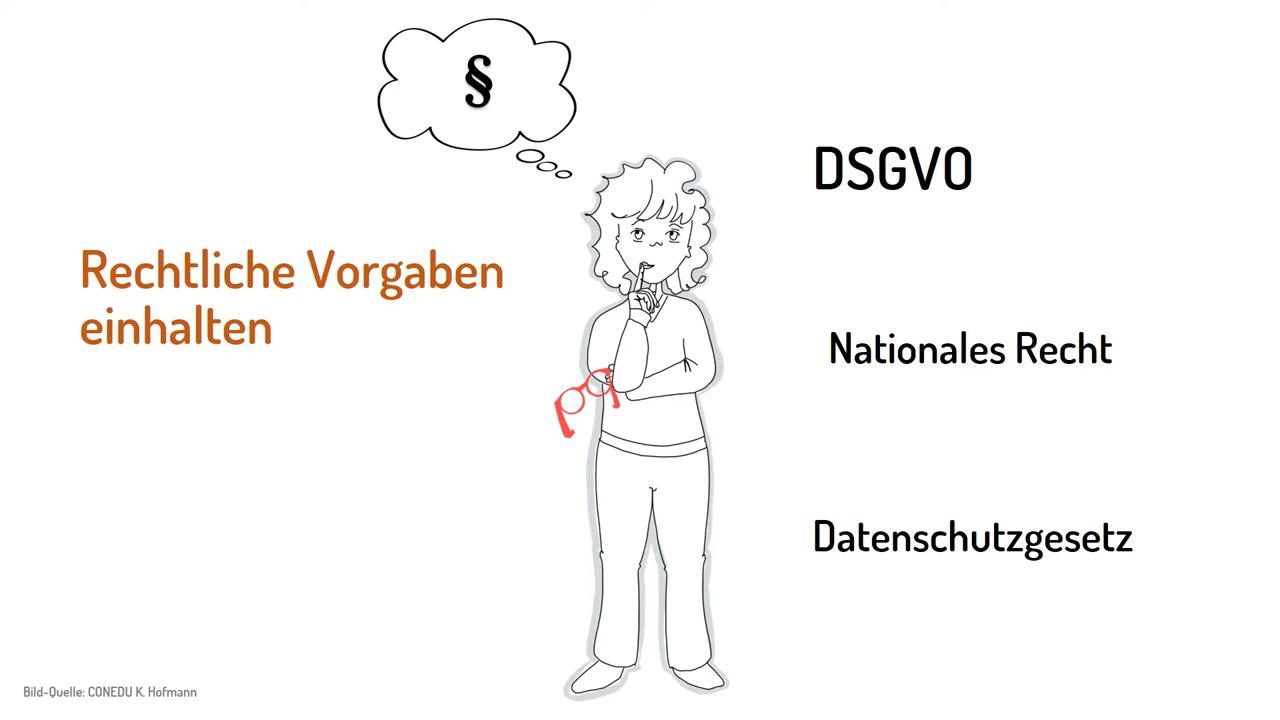 §
Rechtliche Vorgaben
einhalten
DSGVO
Nationales Recht
Datenschutzgesetz
Bild-Quelle: CONEDU K. Hofmann